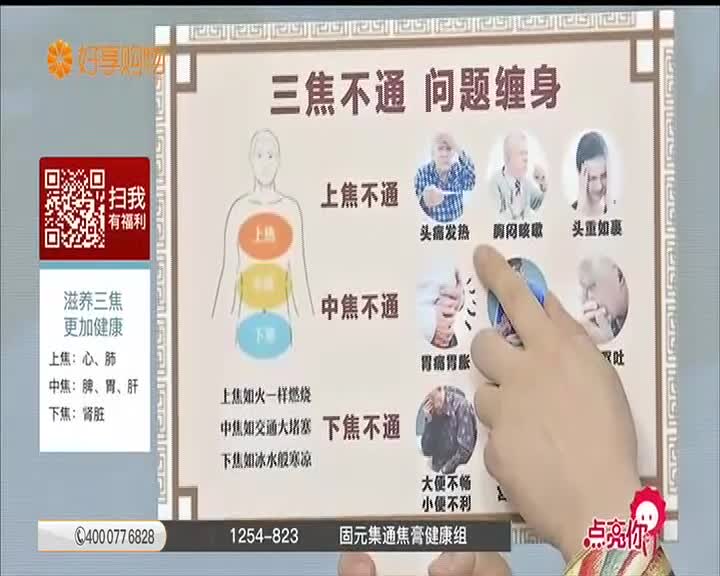 好享购物
三焦不通 问题缠身
扫我
有福利
上焦不通
头痛发热
胸闷咳嗽
头重如裹
上焦
中焦
下焦
中焦不通
胃痛胃胀
呕吐
滋养三焦
更加健康
上焦：心、肺
中焦：脾、胃、肝
下焦：肾脏
上焦如火一样燃烧
中焦如交通大堵塞
下焦如冰水般寒凉
下焦不通
大便不畅
小便不利
400 077 6828
1254-823
固元集通焦膏健康组
点亮你